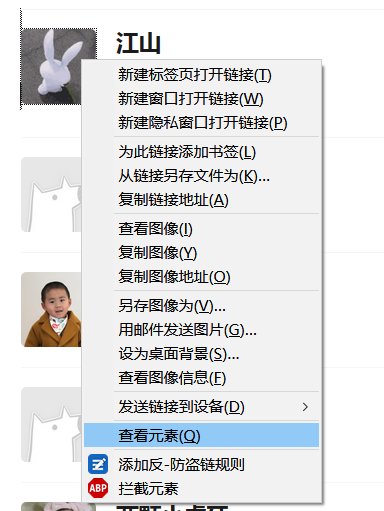 江山
新建标签页打开链接(T)
新建窗口打开链接(W)
新建隐私窗口打开链接(P)
为此链接添加书签(L)
从链接另存文件为(K)...
复制链接地址(A)
查看图像(I)
复制图像(Y)
复制图像地址(O)
另存图像为(V)...
用邮件发送图片(G)...
设为桌面背景(S)...
查看图像信息(F)
发送链接到设备(D)
查看元素(Q)
添加反-防盗链规则
ABP 拦截元素